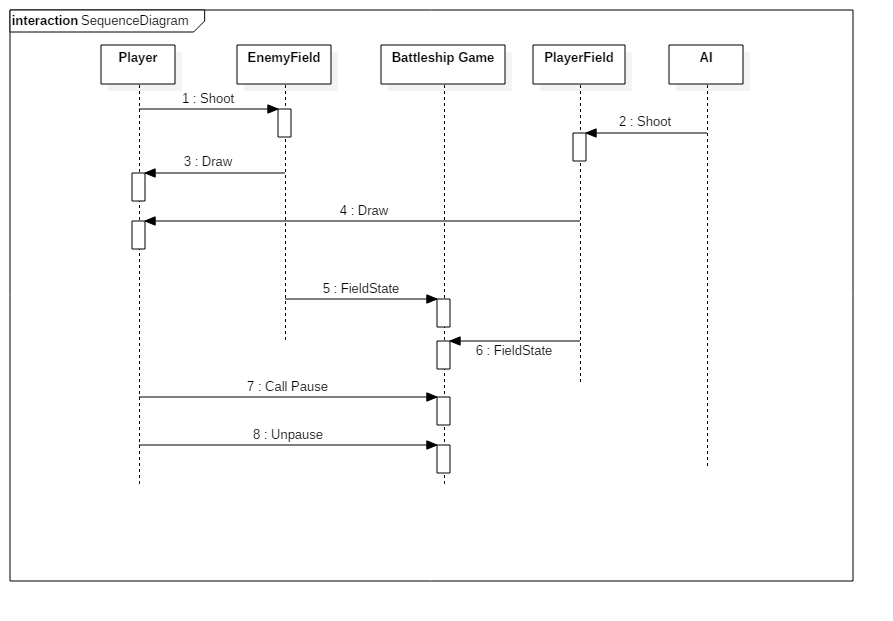 interaction SequenceDiagram
Player
EnemyField
Battleship Game
PlayerField
AI
1 : Shoot
2 : Shoot
3 : Draw
4 : Draw
5 : FieldState
6 : FieldState
7 : Call Pause
8 : Unpause